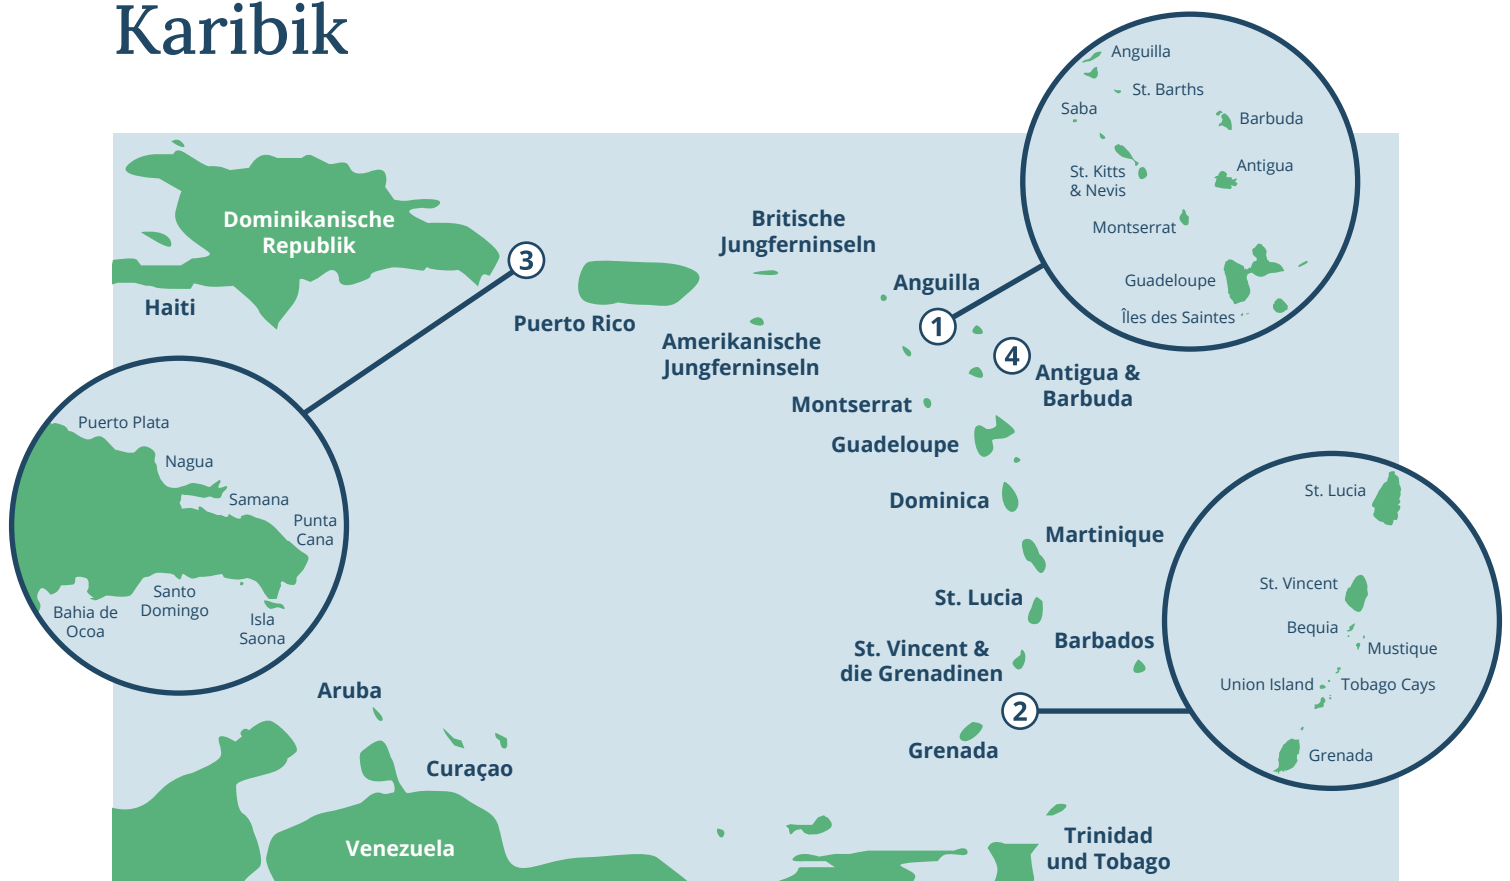 Karibik
Anguilla
St. Barths
Saba
Barbuda
St. Kitts
& Nevis
Antigua
Montserrat
Guadeloupe
Îles des Saintes
Dominikanische
Republik
Haiti
3
Puerto Rico
Britische
Jungferninseln
Amerikanische
Jungferninseln
Anguilla
1
4
Antigua &
Barbuda
Montserrat
Guadeloupe
Dominica
Martinique
St. Lucia
Barbados
St. Vincent &
die Grenadinen
2
Grenada
Puerto Plata
Nagua
Samana
Punta
Cana
Santo
Domingo
Bahia de
Ocoa
Isla
Saona
St. Lucia
St. Vincent
Bequia
Mustique
Union Island
Tobago Cays
Grenada
Aruba
Curaçao
Venezuela
Trinidad
und Tobago